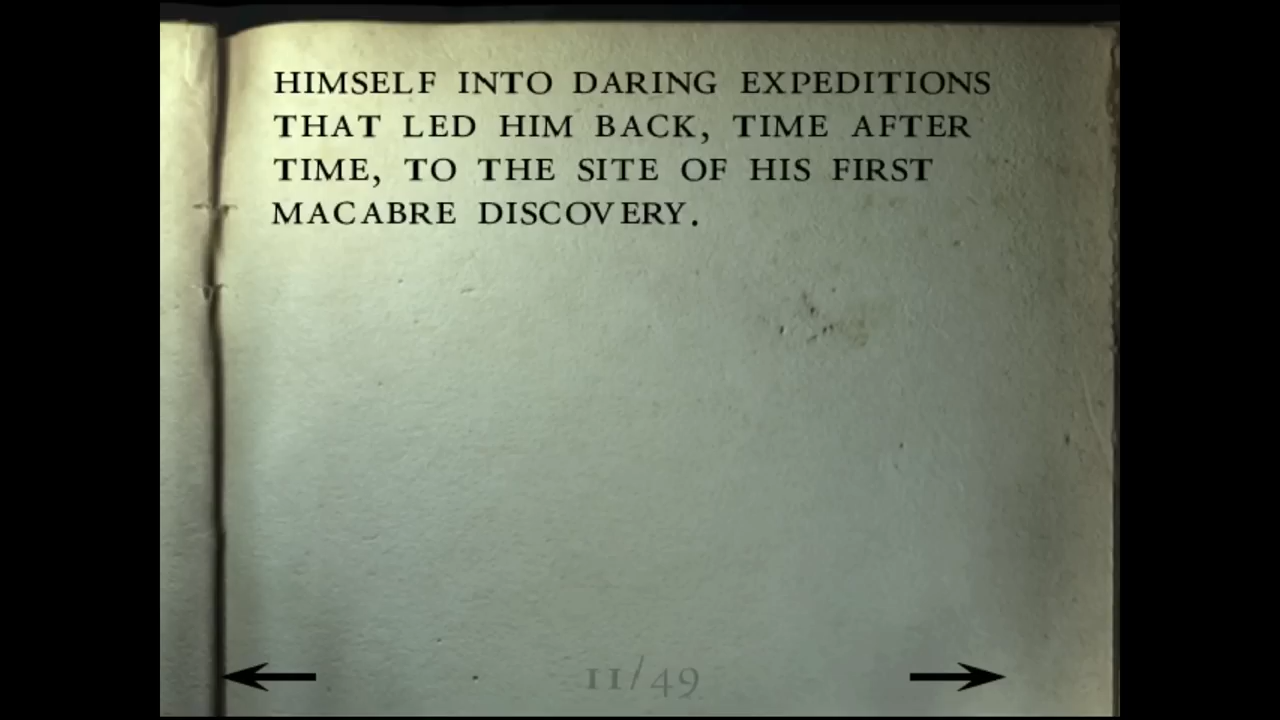 HIMSELF INTO DARING EXPEDITIONS
THAT LED HIM BACK, TIME AFTER
TIME, TO THE SITE OF HIS FIRST
MACABRE DISCOVERY.
11/49